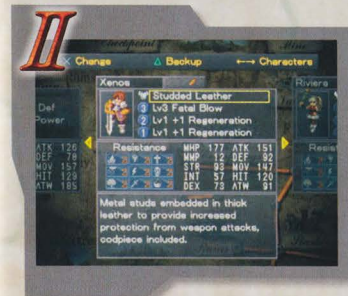 II
Checkpoint
X Change △ Backup ←→ Characters
Xenos
Riviera
Studded Leather
3 Lv3 Fatal Blow
2 Lv1 +1 Regeneration
1 Lv1 +1 Regeneration
Def
Power
Resistance
Resist
MHP 177 ATK 151
MMP 12 DEF 92
STR 93 MOV 147
INT 57 HIT 120
DEX 73 ATW 91
ATK 126
DEF 78
MOV 157
HIT 129
ATW 185
Metal studs embedded in thick
leather to provide increased
protection from weapon attacks,
codpiece included.